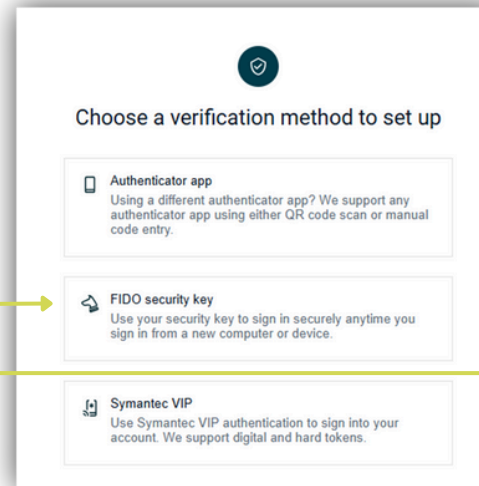 Choose a verification method to set up
Authenticator app
Using a different authenticator app? We support any
authenticator app using either QR code scan or manual
code entry.
FIDO security key
Use your security key to sign in securely anytime you
sign in from a new computer or device.
Symantec VIP
Use Symantec VIP authentication to sign into your
account. We support digital and hard tokens.